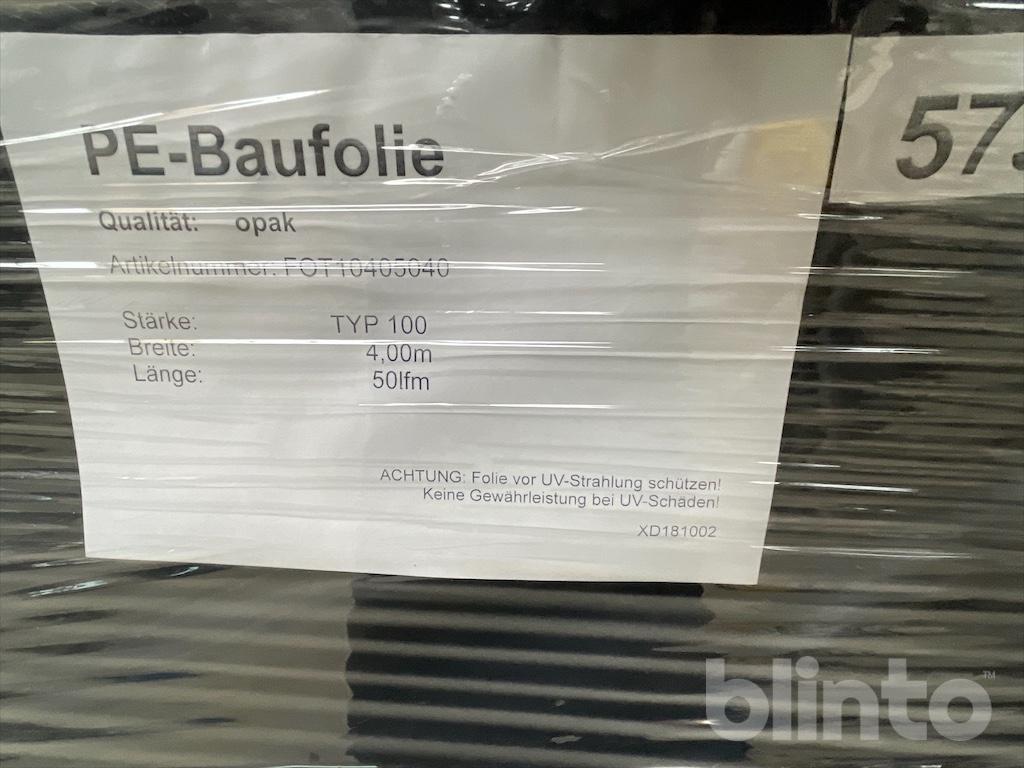 PE-Baufolie
Qualität: opak
Artikelnummer: FOT10405040
Stärke: TYP 100
Breite: 4,00m
Länge: 50lfm
ACHTUNG: Folie vor UV-Strahlung schützen!
Keine Gewährleistung bei UV-Schäden!
XD181002
57
blinto™